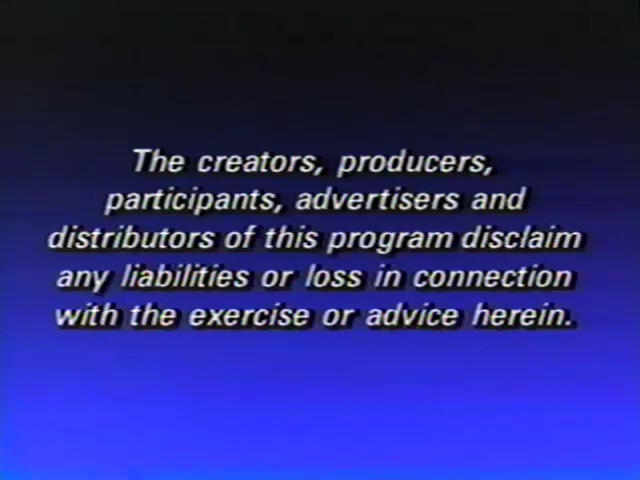 The creators, producers,
participants, advertisers and
distributors of this program disclaim
any liabilities or loss in connection
with the exercise or advice herein.